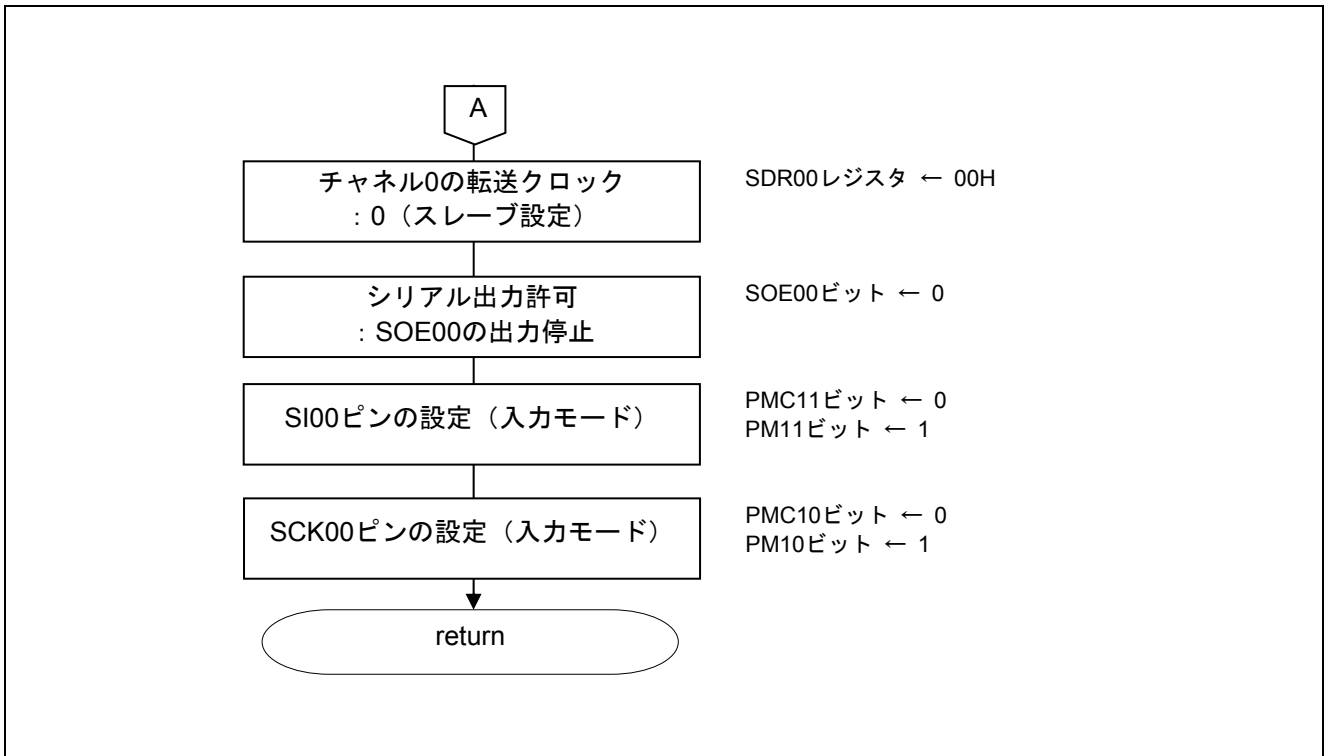 A
チャネル0の転送クロック
：0（スレーブ設定）
SDR00レジスタ ← 00H
シリアル出力許可
：SOE00の出力停止
SOE00ビット ← 0
SI00ピンの設定（入力モード）
PMC11ビット ← 0
PM11ビット ← 1
SCK00ピンの設定（入力モード）
PMC10ビット ← 0
PM10ビット ← 1
return